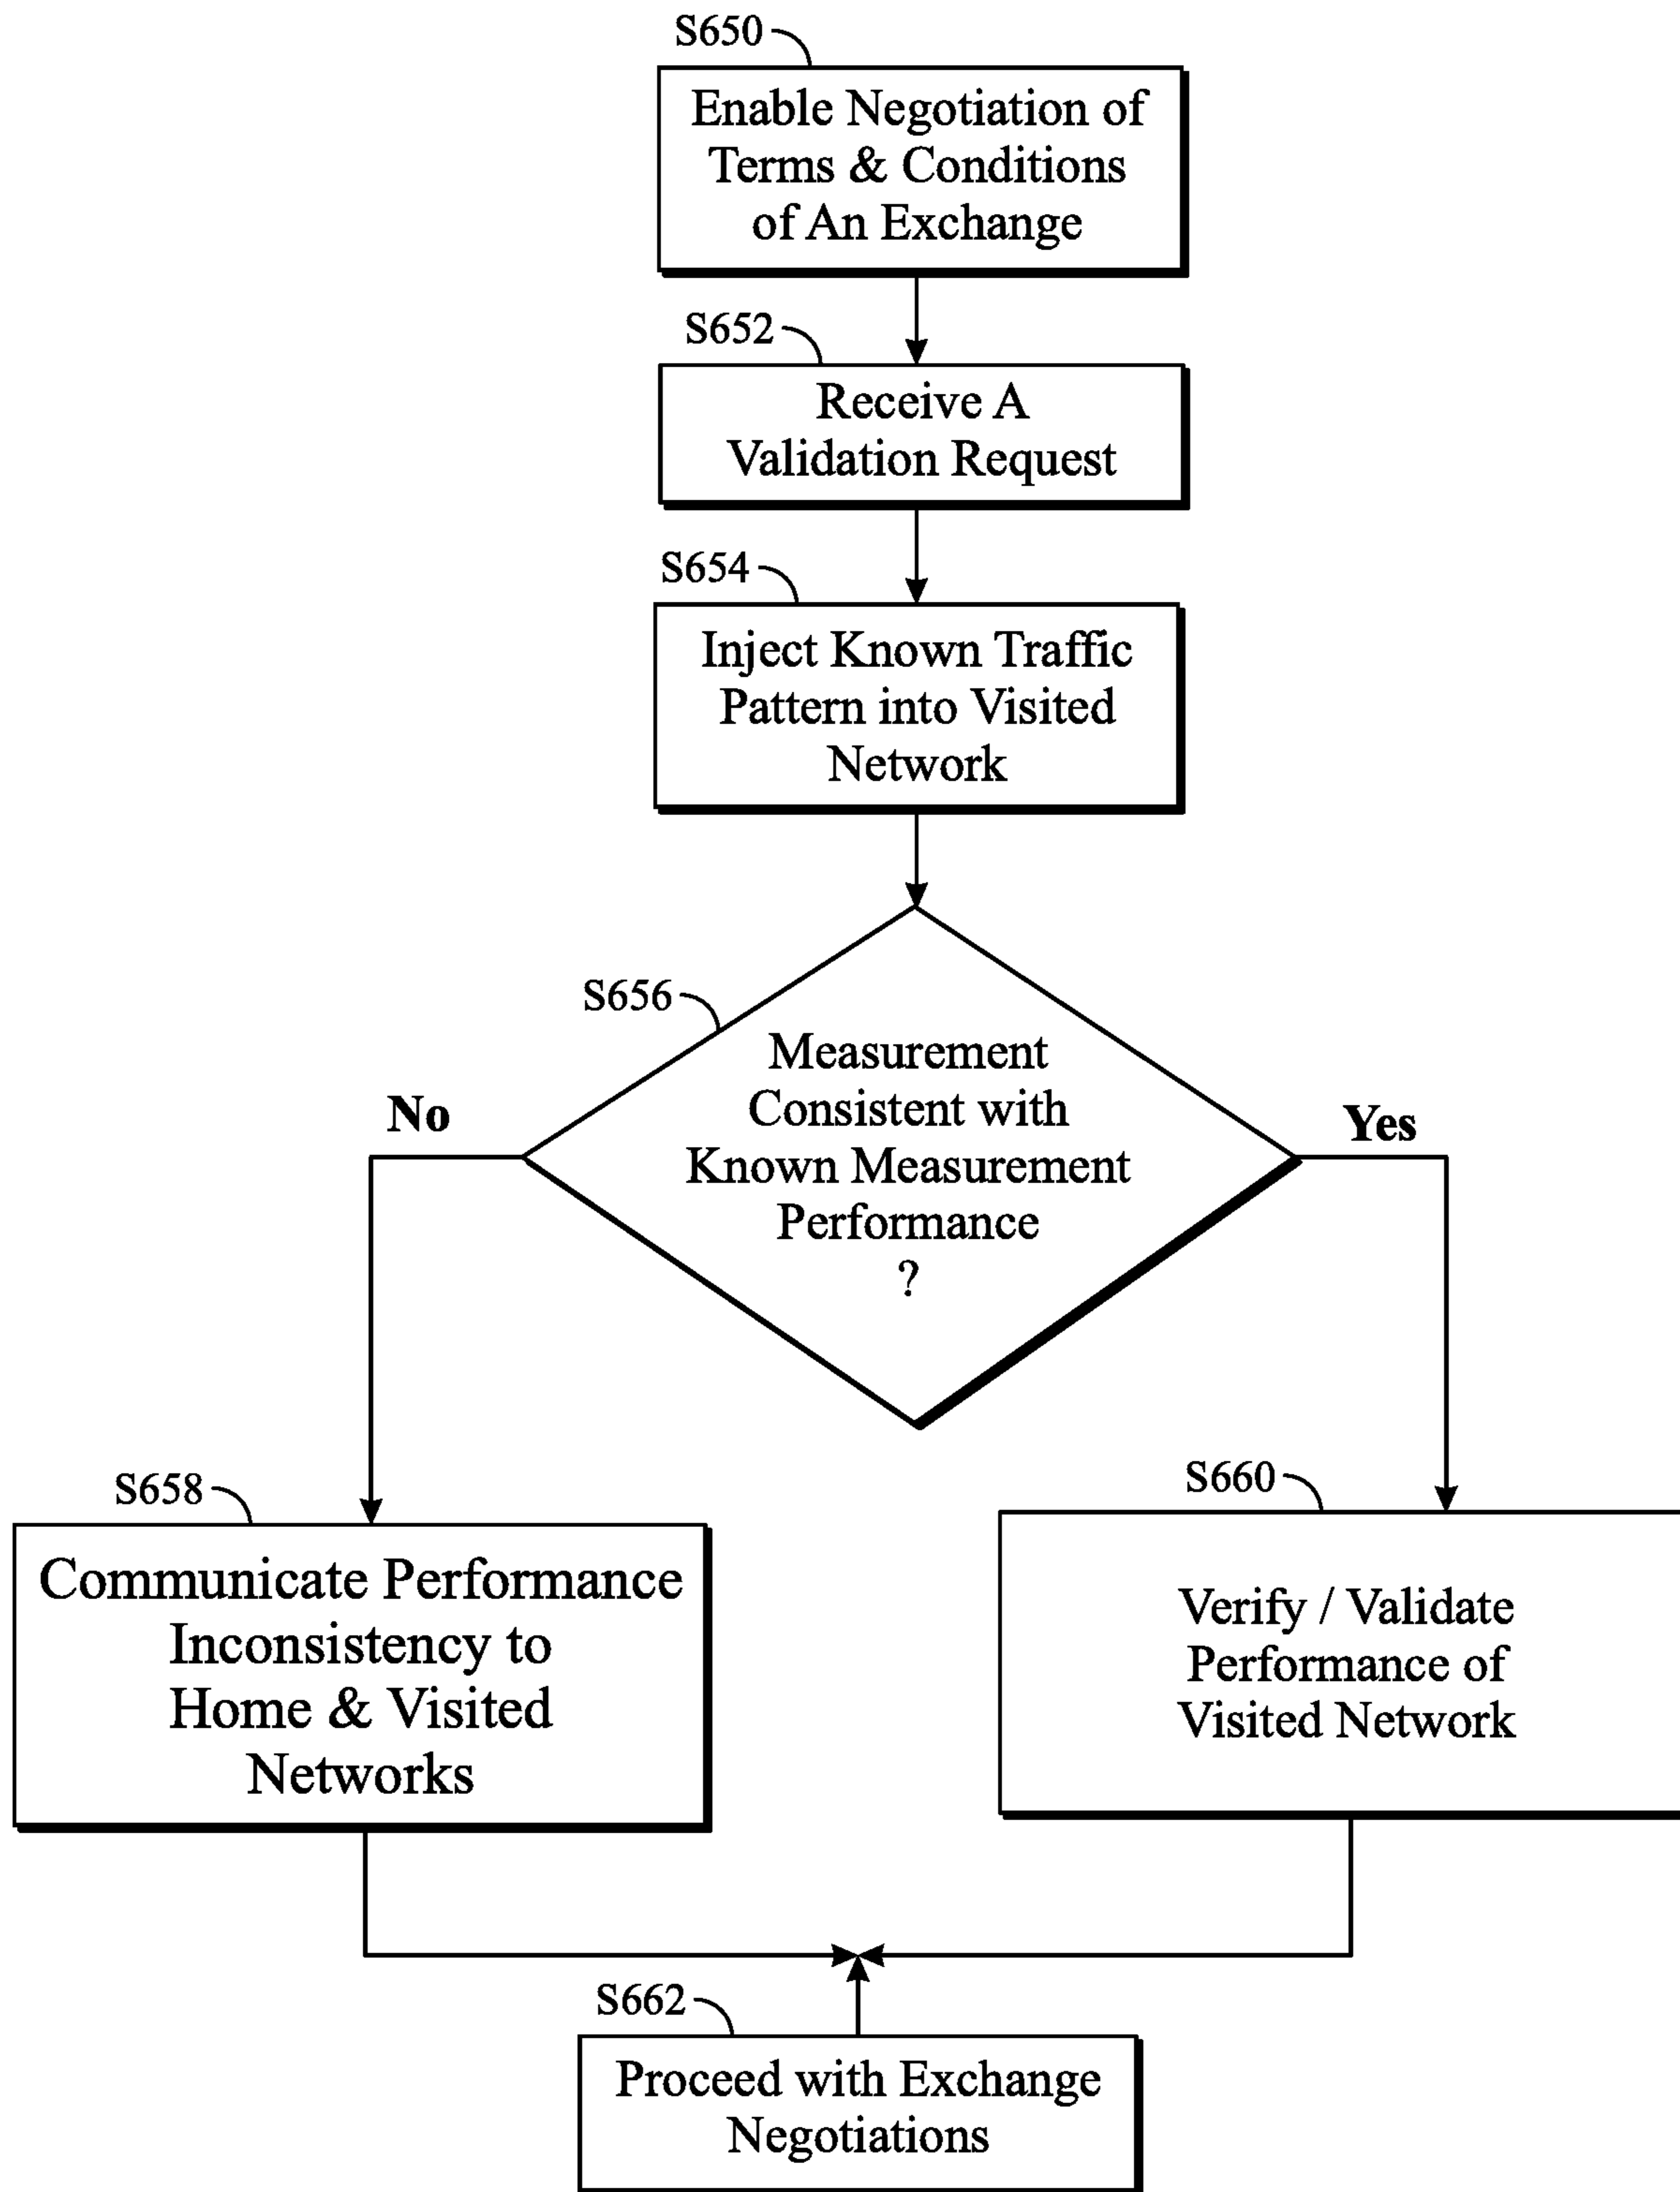 S650
Enable Negotiation of
Terms & Conditions
of An Exchange
S652
Receive A
Validation Request
S654
Inject Known Traffic
Pattern into Visited
Network
S656
Measurement
Consistent with
Known Measurement
Performance
?
No
Yes
S658
Communicate Performance
Inconsistency to
Home & Visited
Networks
S660
Verify / Validate
Performance of
Visited Network
S662
Proceed with Exchange
Negotiations